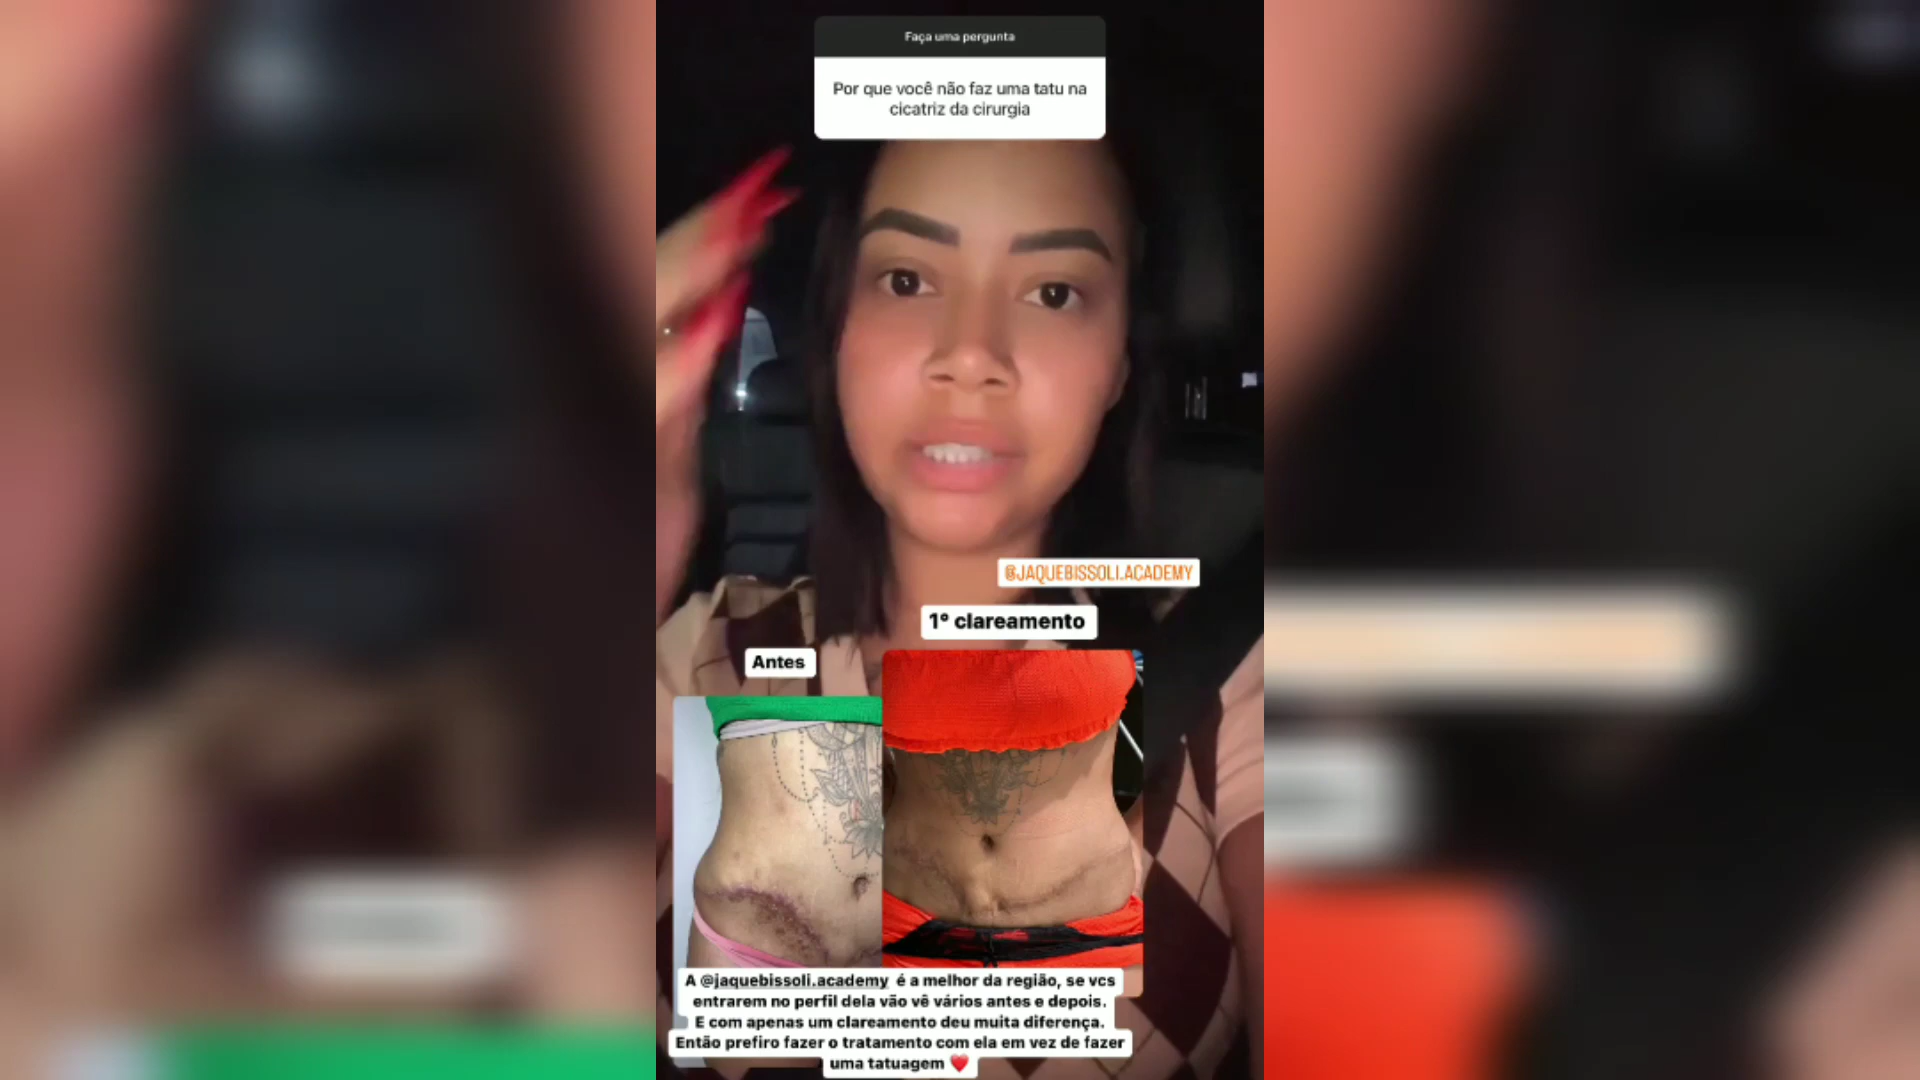 Faça uma pergunta
Por que você não faz uma tatu na
cicatriz da cirurgia
@JAQUEBISSOLI.ACADEMY
1° clareamento
Antes
A @jaquebissoli.academy é a melhor da região, se vcs
entrarem no perfil dela vão vê vários antes e depois.
E com apenas um clareamento deu muita diferença.
Então prefiro fazer o tratamento com ela em vez de fazer
uma tatuagem ❤️